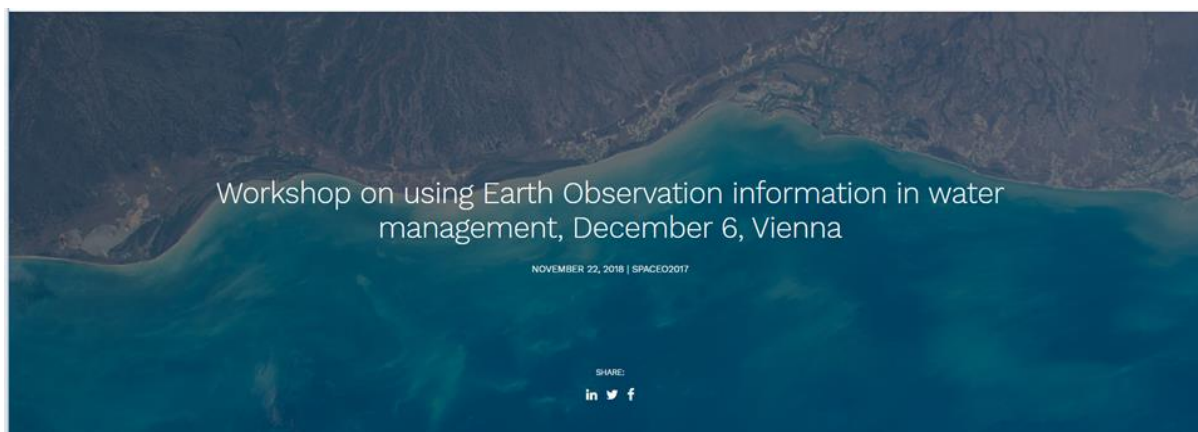 Workshop on using Earth Observation information in water
management, December 6, Vienna
NOVEMBER 22, 2018 | SPACEO2017
SHARE: